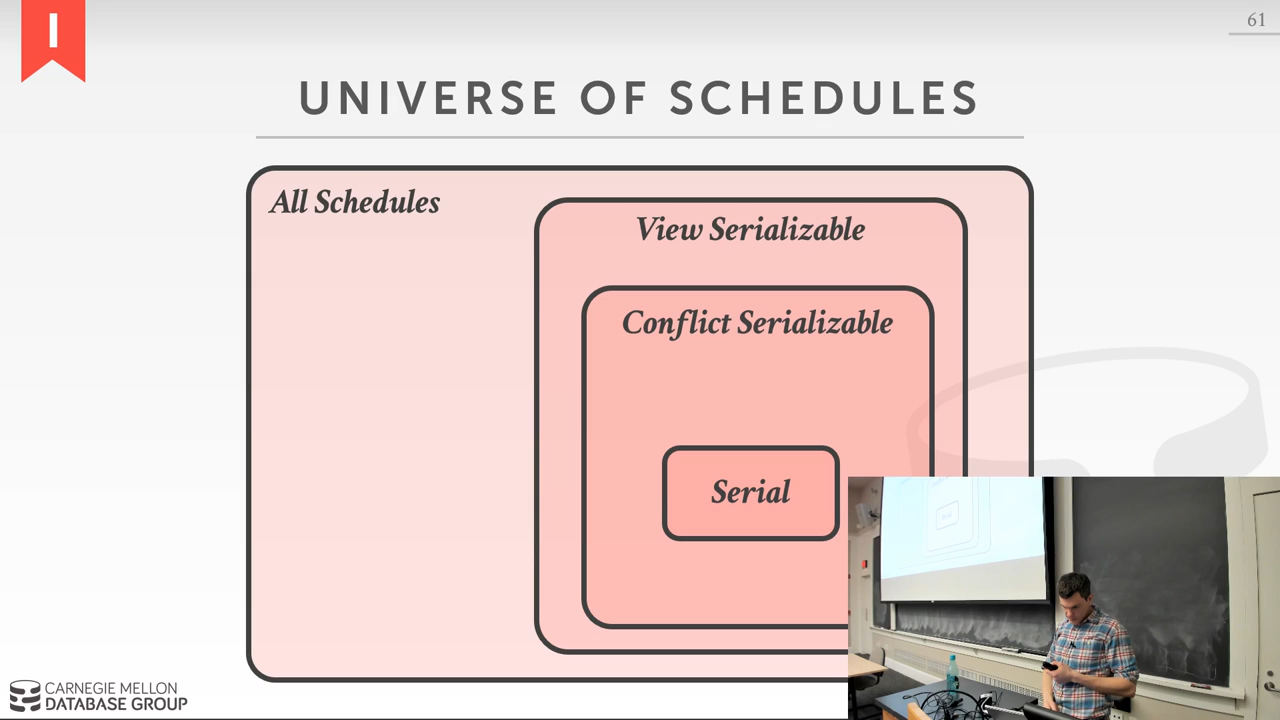 I
61
UNIVERSE OF SCHEDULES
All Schedules
View Serializable
Conflict Serializable
Serial
CARNEGIE MELLON
DATABASE GROUP